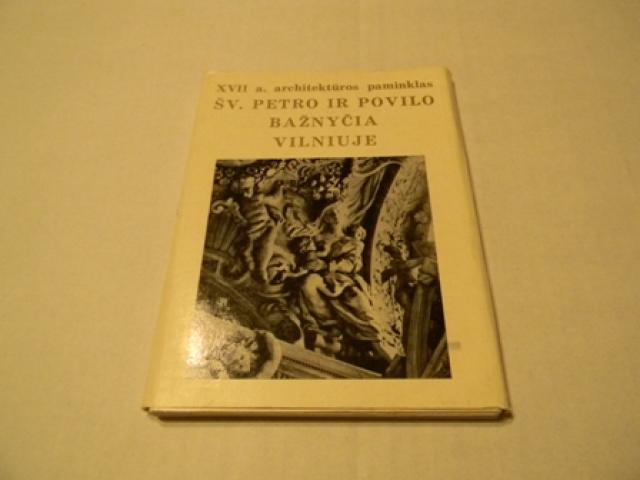 XVII a. architektūros paminklas
ŠV. PETRO IR POVILO
BAŽNYČIA
VILNIUJE